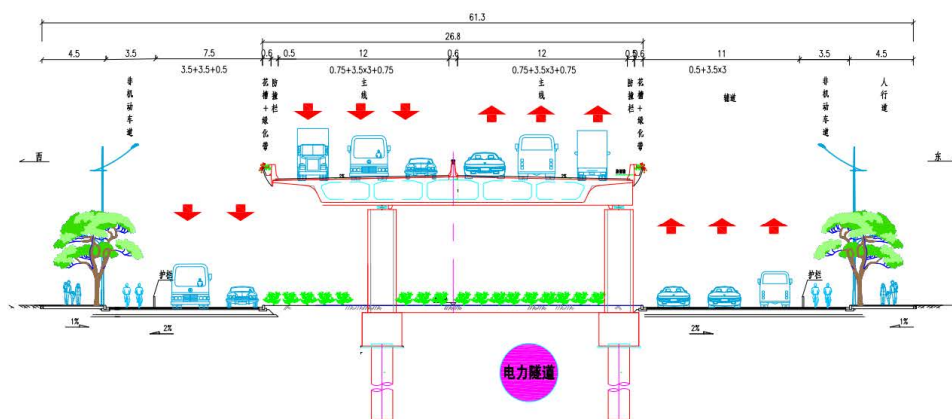 61.3
26.8
4.5 3.5 7.5 0.6 0.5 12 0.6 12 0.5 0.6 11 3.5 4.5
3.5+3.5+0.5 0.75+3.5x3+0.75 0.75+3.5x3+0.75 0.5+3.5x3
非机动车道
花槽+绿化带
防撞栏
主线
主线
防撞栏
花槽+绿化带
辅道
非机动车道
人行道
西
东
2%
2%
护栏
护栏
1%
2%
2%
1%
电力隧道